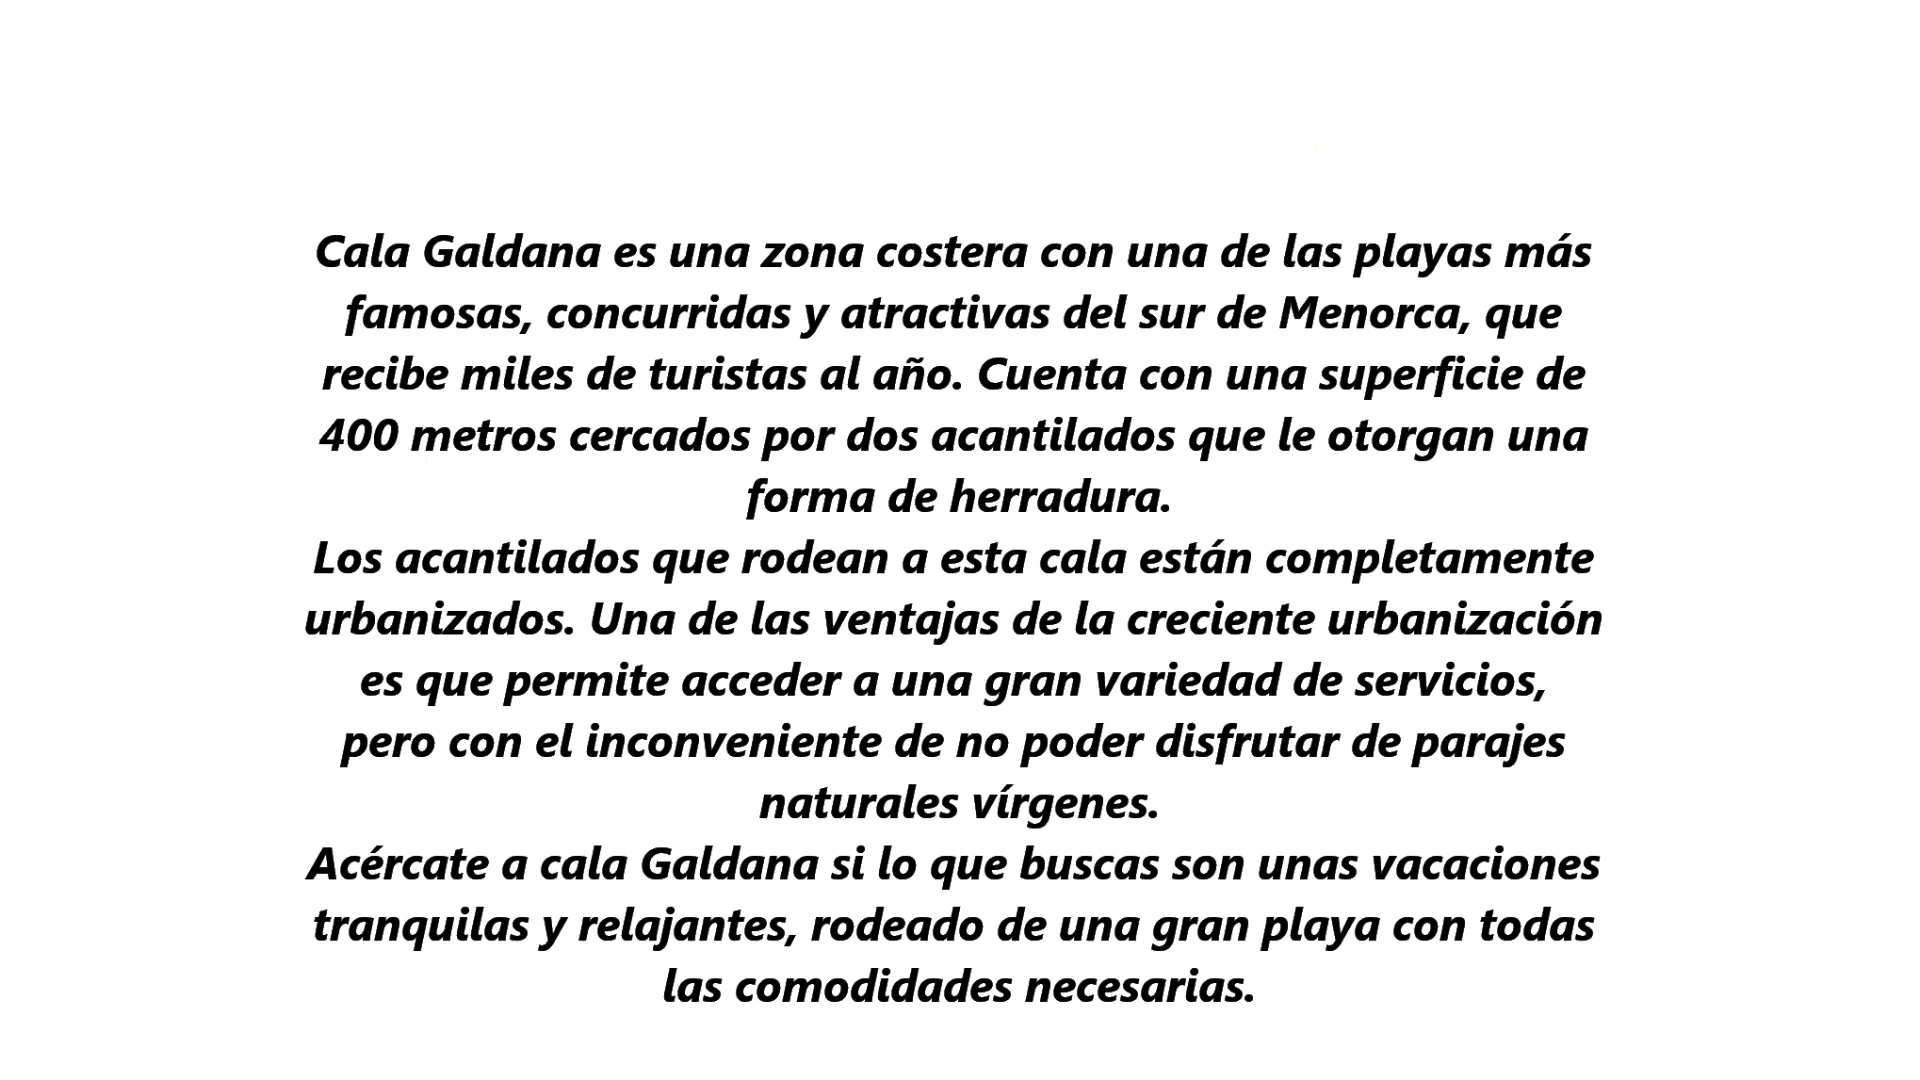 Cala Galdana es una zona costera con una de las playas más
famosas, concurridas y atractivas del sur de Menorca, que
recibe miles de turistas al año. Cuenta con una superficie de
400 metros cercados por dos acantilados que le otorgan una
forma de herradura.
Los acantilados que rodean a esta cala están completamente
urbanizados. Una de las ventajas de la creciente urbanización
es que permite acceder a una gran variedad de servicios,
pero con el inconveniente de no poder disfrutar de parajes
naturales vírgenes.
Acércate a cala Galdana si lo que buscas son unas vacaciones
tranquilas y relajantes, rodeado de una gran playa con todas
las comodidades necesarias.